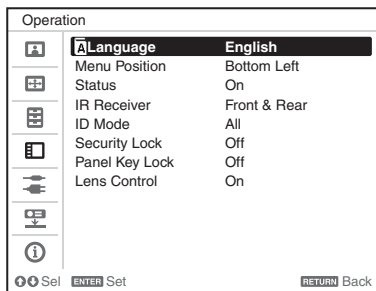 Operation
A Language English
Menu Position Bottom Left
Status On
IR Receiver Front & Rear
ID Mode All
Security Lock Off
Panel Key Lock Off
Lens Control On
Sel ENTER Set RETURN Back